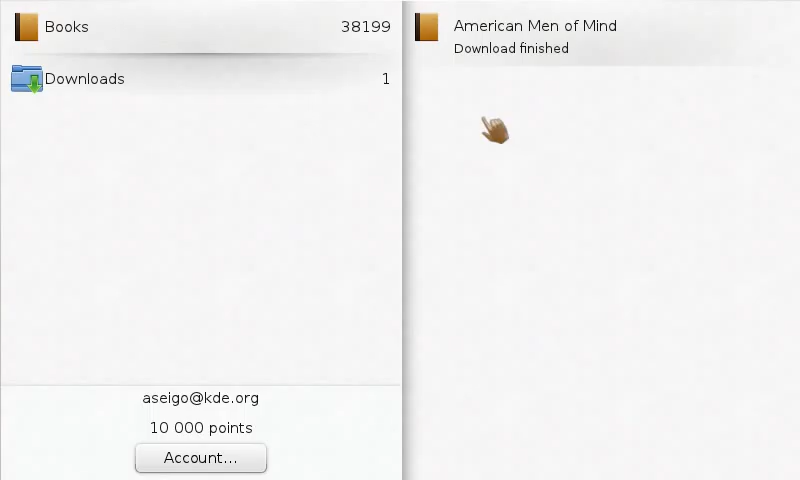 Books 38199
Downloads 1
aseigo@kde.org
10 000 points
Account...
American Men of Mind
Download finished